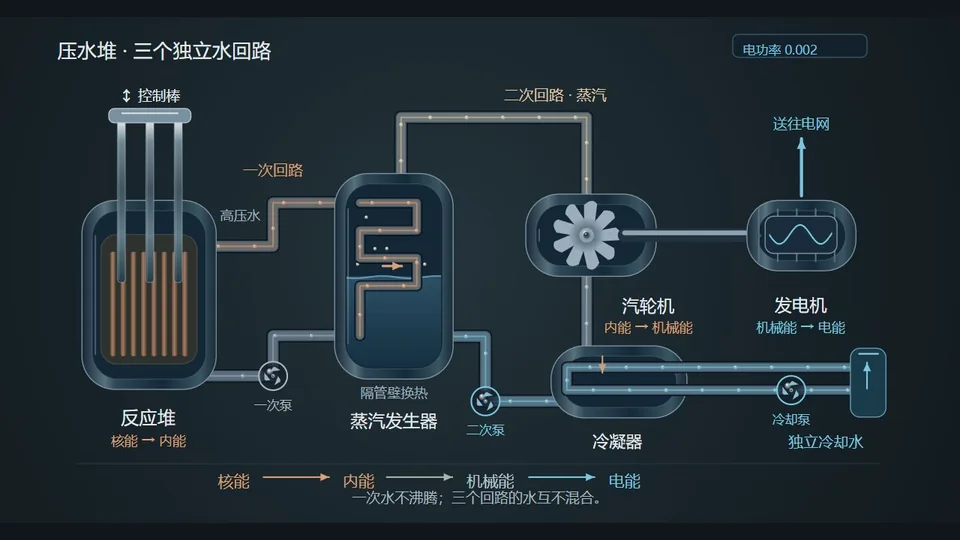 压水堆 · 三个独立水回路
电功率 0.002
↕ 控制棒
二次回路 · 蒸汽
送往电网
一次回路
高压水
汽轮机
内能 → 机械能
发电机
机械能 → 电能
隔管壁换热
一次泵
反应堆
核能 → 内能
蒸汽发生器
二次泵
冷凝器
冷却泵
独立冷却水
核能 → 内能 → 机械能 → 电能
一次水不沸腾；三个回路的水互不混合。